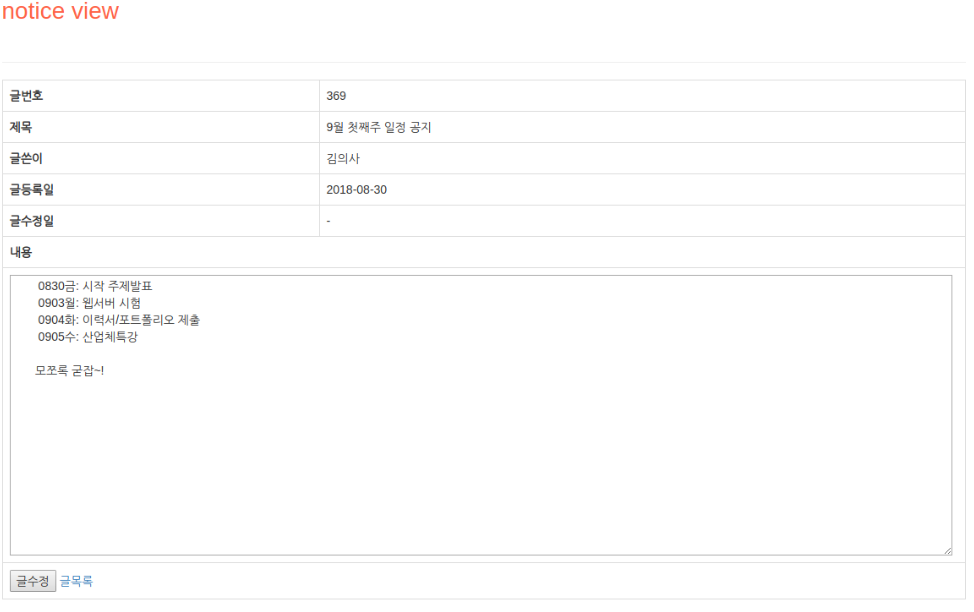 notice view
글번호 369
제목 9월 첫째주 일정 공지
글쓴이 김의사
글등록일 2018-08-30
글수정일 -
내용
0830금: 시작 주제발표
0903월: 웹서버 시험
0904화: 이력서/포트폴리오 제출
0905수: 산업체특강
모쪼록 굳잡~!
글수정 글목록